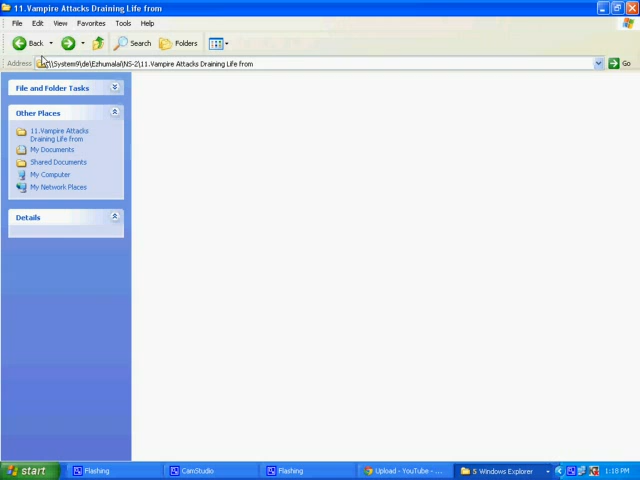 11.Vampire Attacks Draining Life from
File Edit View Favorites Tools Help
Back Search Folders
Address \\System9\de\Ezhumalai\NS-2\11.Vampire Attacks Draining Life from Go
File and Folder Tasks
Other Places
11.Vampire Attacks
Draining Life from
My Documents
Shared Documents
My Computer
My Network Places
Details
start Flashing CamStudio Flashing Upload - YouTube - ... 5 Windows Explorer 1:18 PM